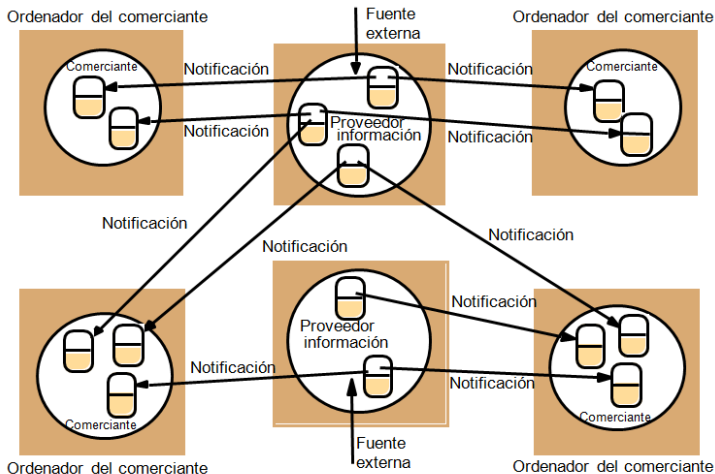 Ordenador del comerciante
Fuente
externa
Ordenador del comerciante
Comerciante
Notificación
Notificación
Comerciante
Notificación
Proveedor
información
Notificación
Notificación
Notificación
Notificación
Notificación
Proveedor
información
Notificación
Notificación
Comerciante
Comerciante
Fuente
externa
Ordenador del comerciante
Ordenador del comerciante